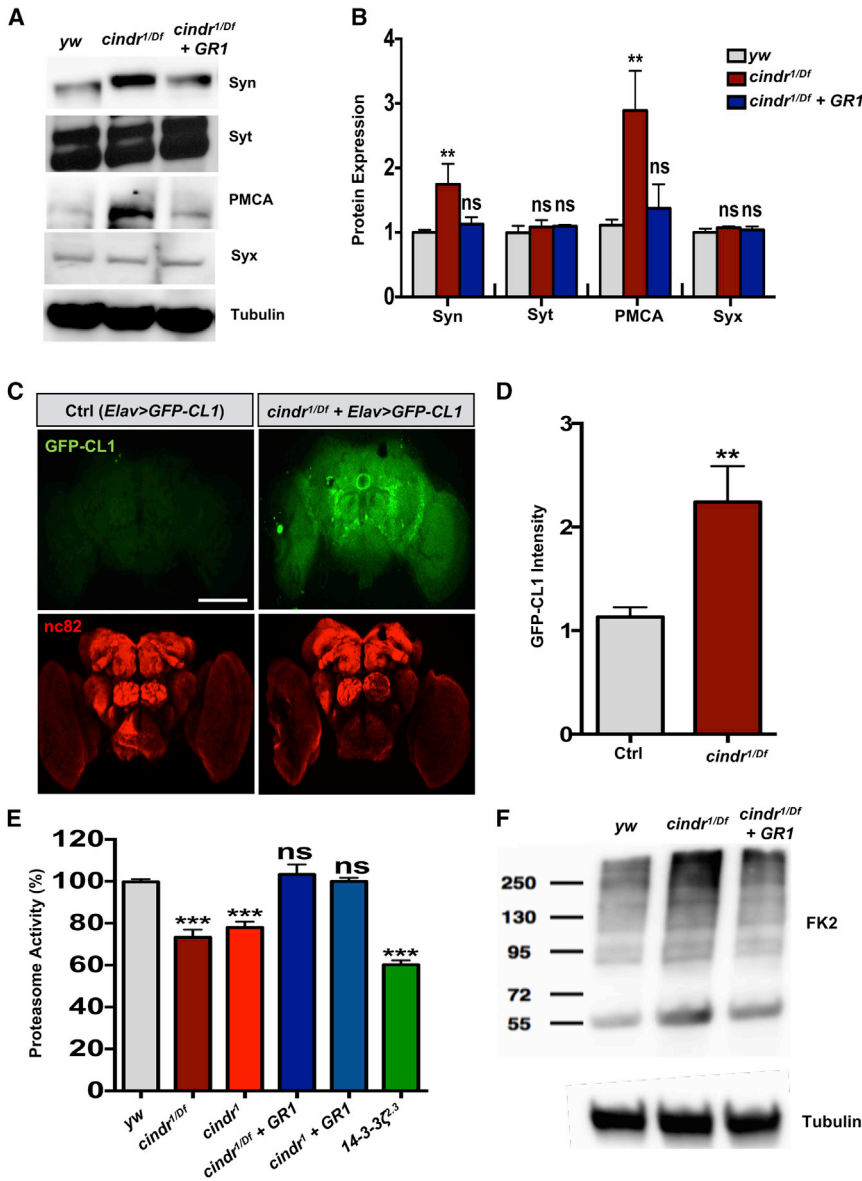 A
yw
cindr1/Df
cindr1/Df + GR1
Syn
Syt
PMCA
Syx
Tubulin
B
Protein Expression
4
3
2
1
0
**
ns
ns ns
**
ns
ns ns
Syn
Syt
PMCA
Syx
yw
cindr1/Df
cindr1/Df + GR1
C
Ctrl (Elav>GFP-CL1)
cindr1/Df + Elav>GFP-CL1
GFP-CL1
nc82
D
GFP-CL1 Intensity
3
2
1
0
**
Ctrl
cindr1/Df
E
Proteasome Activity (%)
120
100
80
60
40
20
0
***
***
ns
ns
***
yw
cindr1/Df
cindr1
cindr1/Df + GR1
cindr1 + GR1
14-3-3ζ2.3
F
yw
cindr1/Df
cindr1/Df
+ GR1
250
130
95
72
55
FK2
Tubulin